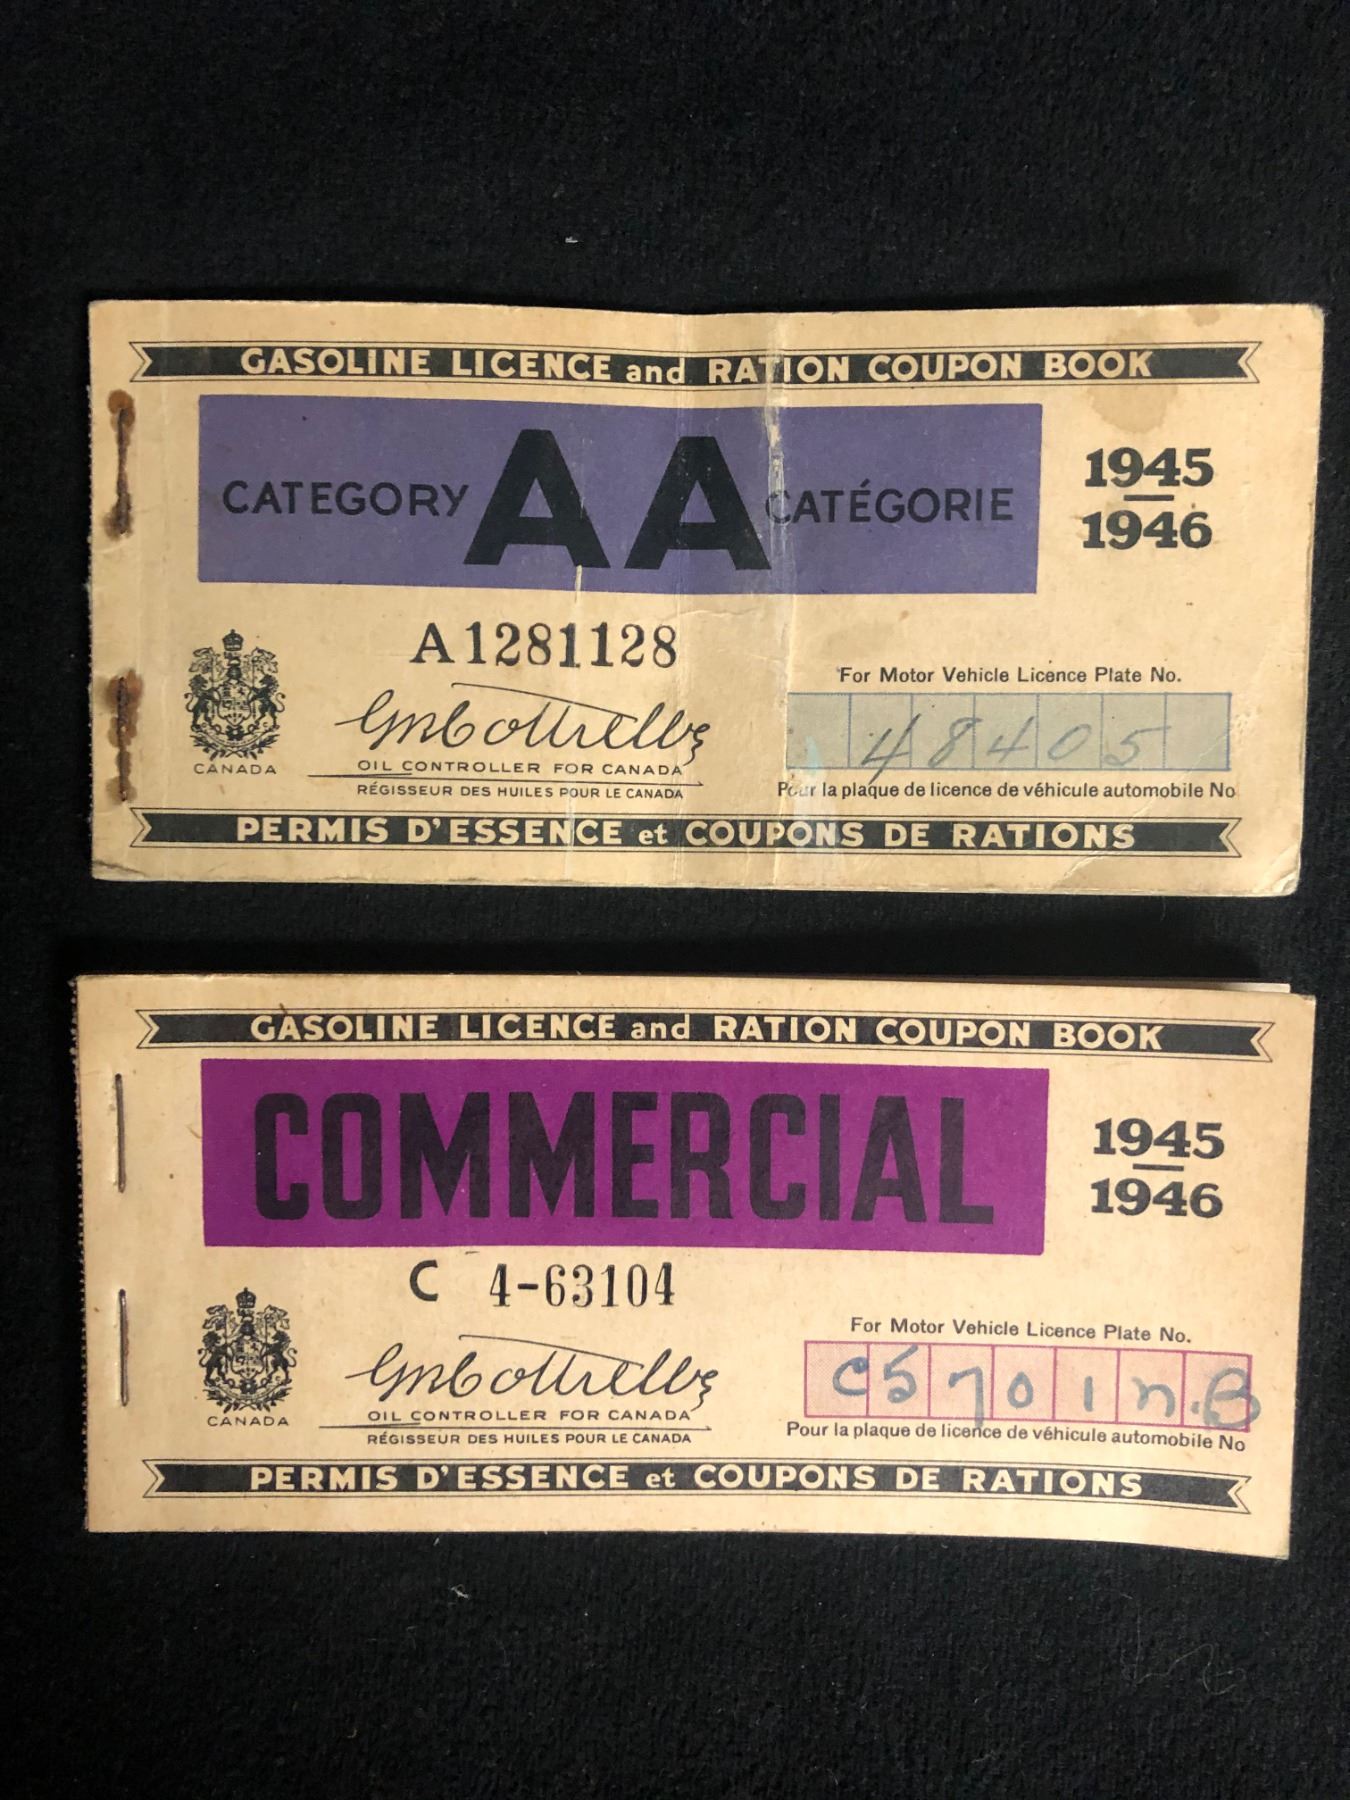 GASOLINE LICENCE and RATION COUPON BOOK
CATEGORY AA CATÉGORIE
1945
1946
A1281128
CANADA
GMCottrelle
OIL CONTROLLER FOR CANADA
RÉGISSEUR DES HUILES POUR LE CANADA
For Motor Vehicle Licence Plate No.
48405
Pour la plaque de licence de véhicule automobile No
PERMIS D'ESSENCE et COUPONS DE RATIONS
GASOLINE LICENCE and RATION COUPON BOOK
COMMERCIAL
1945
1946
C 4-63104
CANADA
GMCottrelle
OIL CONTROLLER FOR CANADA
RÉGISSEUR DES HUILES POUR LE CANADA
For Motor Vehicle Licence Plate No.
C5701 n.B
Pour la plaque de licence de véhicule automobile No
PERMIS D'ESSENCE et COUPONS DE RATIONS